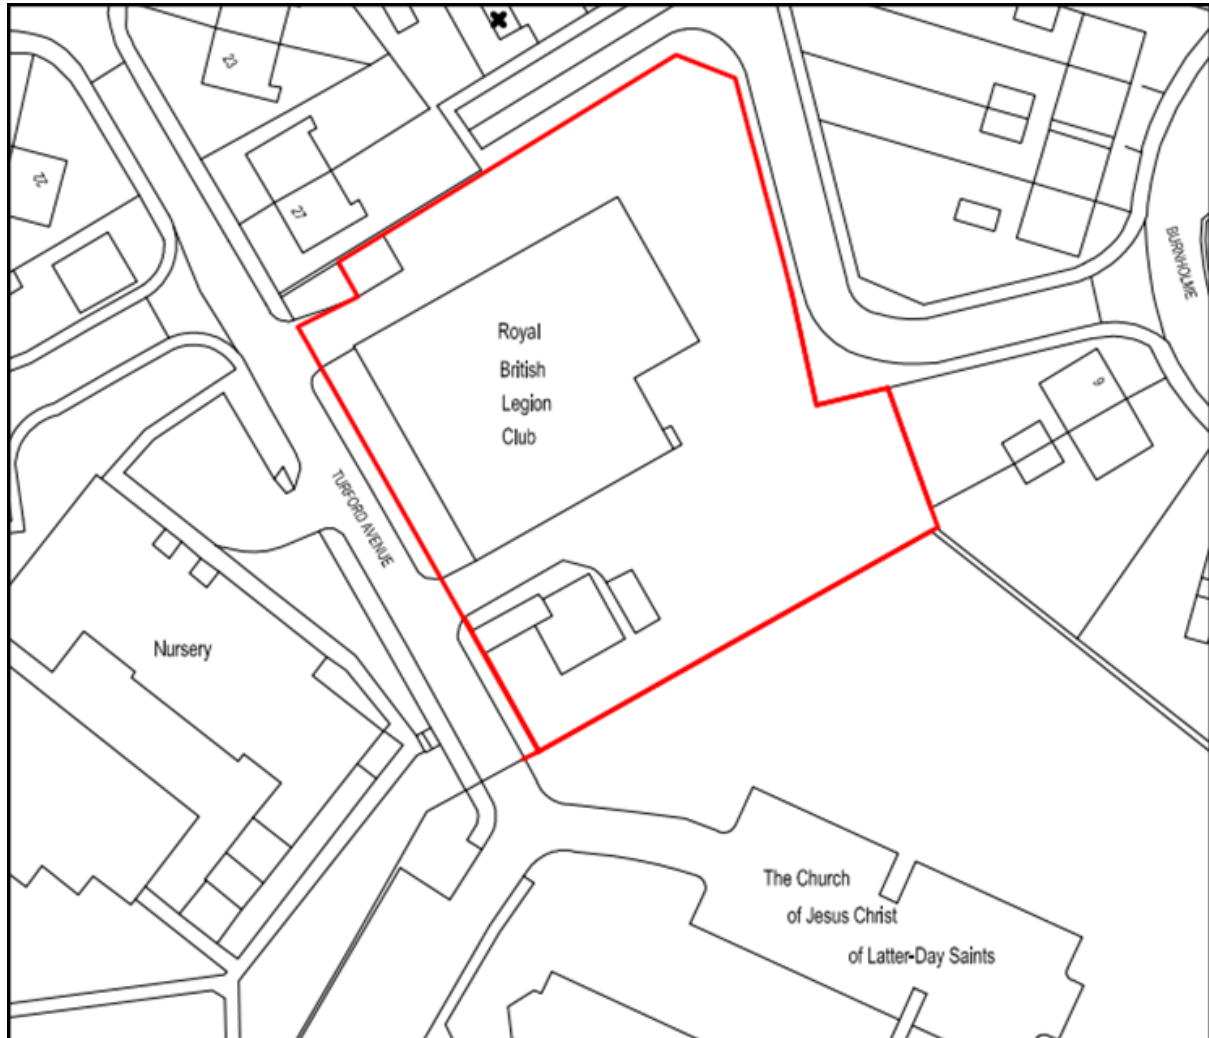 23
22
27
Royal
British
Legion
Club
BURNHOLME
9
TURFORD AVENUE
Nursery
The Church
of Jesus Christ
of Latter-Day Saints